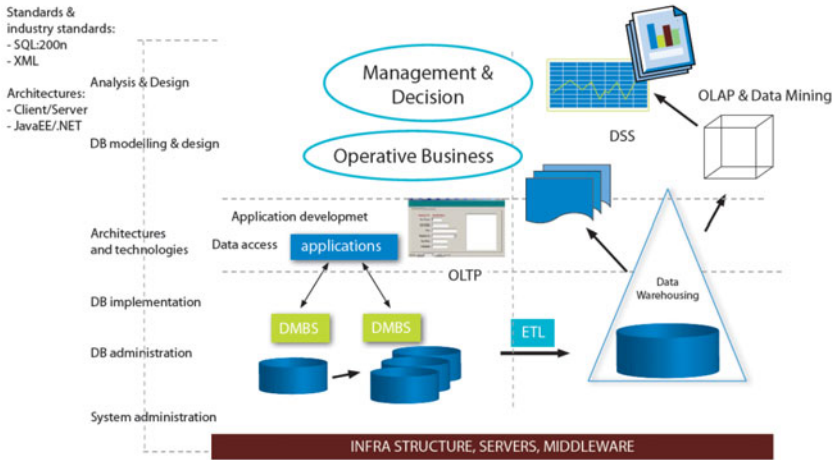 Standards &
industry standards:
- SQL:200n
- XML
Architectures:
- Client/Server
- JavaEE/.NET
Analysis & Design
DB modelling & design
Architectures
and technologies
DB implementation
DB administration
System administration
Management &
Decision
Operative Business
Application developmet
Data access
applications
OLTP
DMBS
DMBS
ETL
DSS
OLAP & Data Mining
Data
Warehousing
INFRA STRUCTURE, SERVERS, MIDDLEWARE